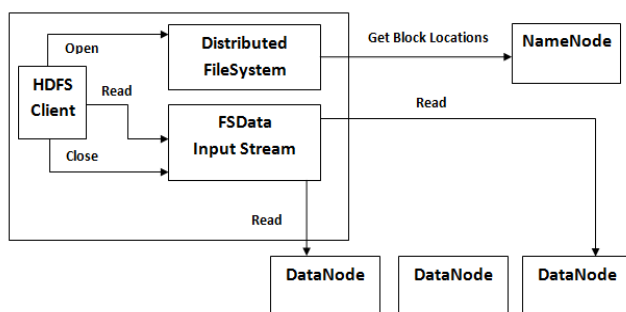 Open
Distributed
FileSystem
Get Block Locations
NameNode
HDFS
Client
Read
FSData
Input Stream
Read
Close
Read
DataNode
DataNode
DataNode